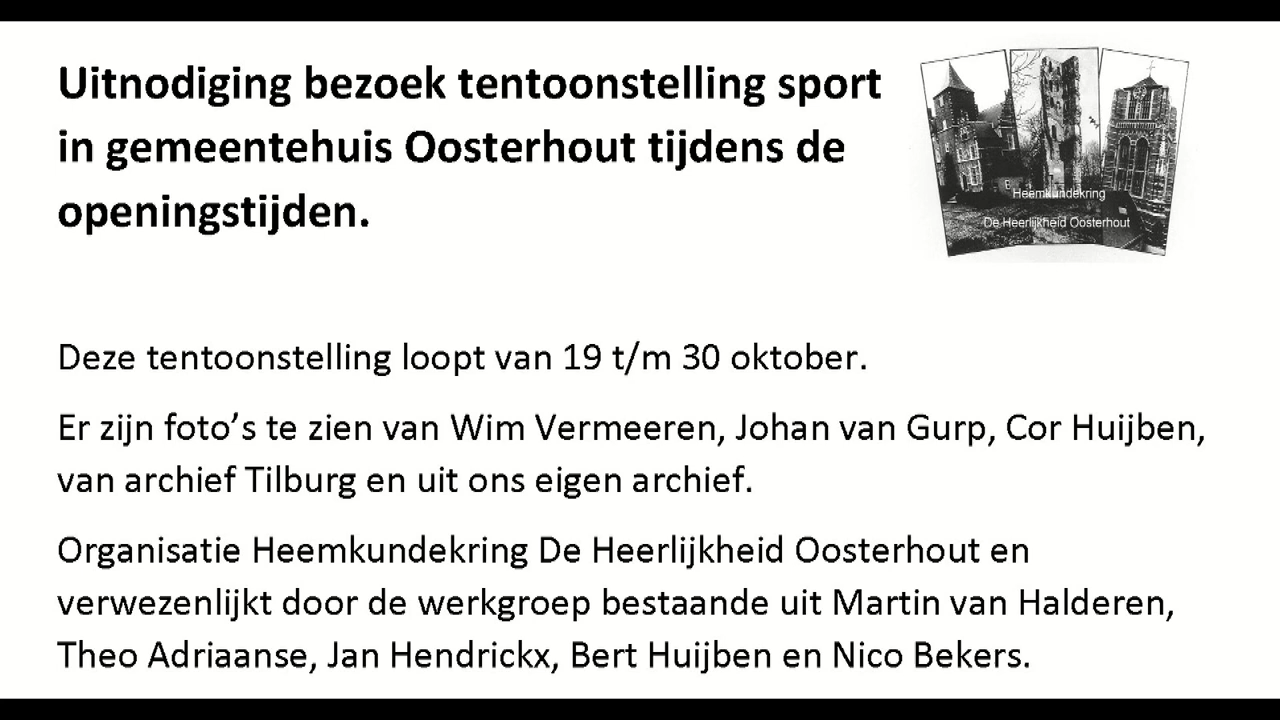 Uitnodiging bezoek tentoonstelling sport
in gemeentehuis Oosterhout tijdens de
openingstijden.
Heemkundekring
De Heerlijkheid Oosterhout
Deze tentoonstelling loopt van 19 t/m 30 oktober.
Er zijn foto’s te zien van Wim Vermeeren, Johan van Gurp, Cor Huijben,
van archief Tilburg en uit ons eigen archief.
Organisatie Heemkundekring De Heerlijkheid Oosterhout en
verwezenlijkt door de werkgroep bestaande uit Martin van Halderen,
Theo Adriaanse, Jan Hendrickx, Bert Huijben en Nico Bekers.